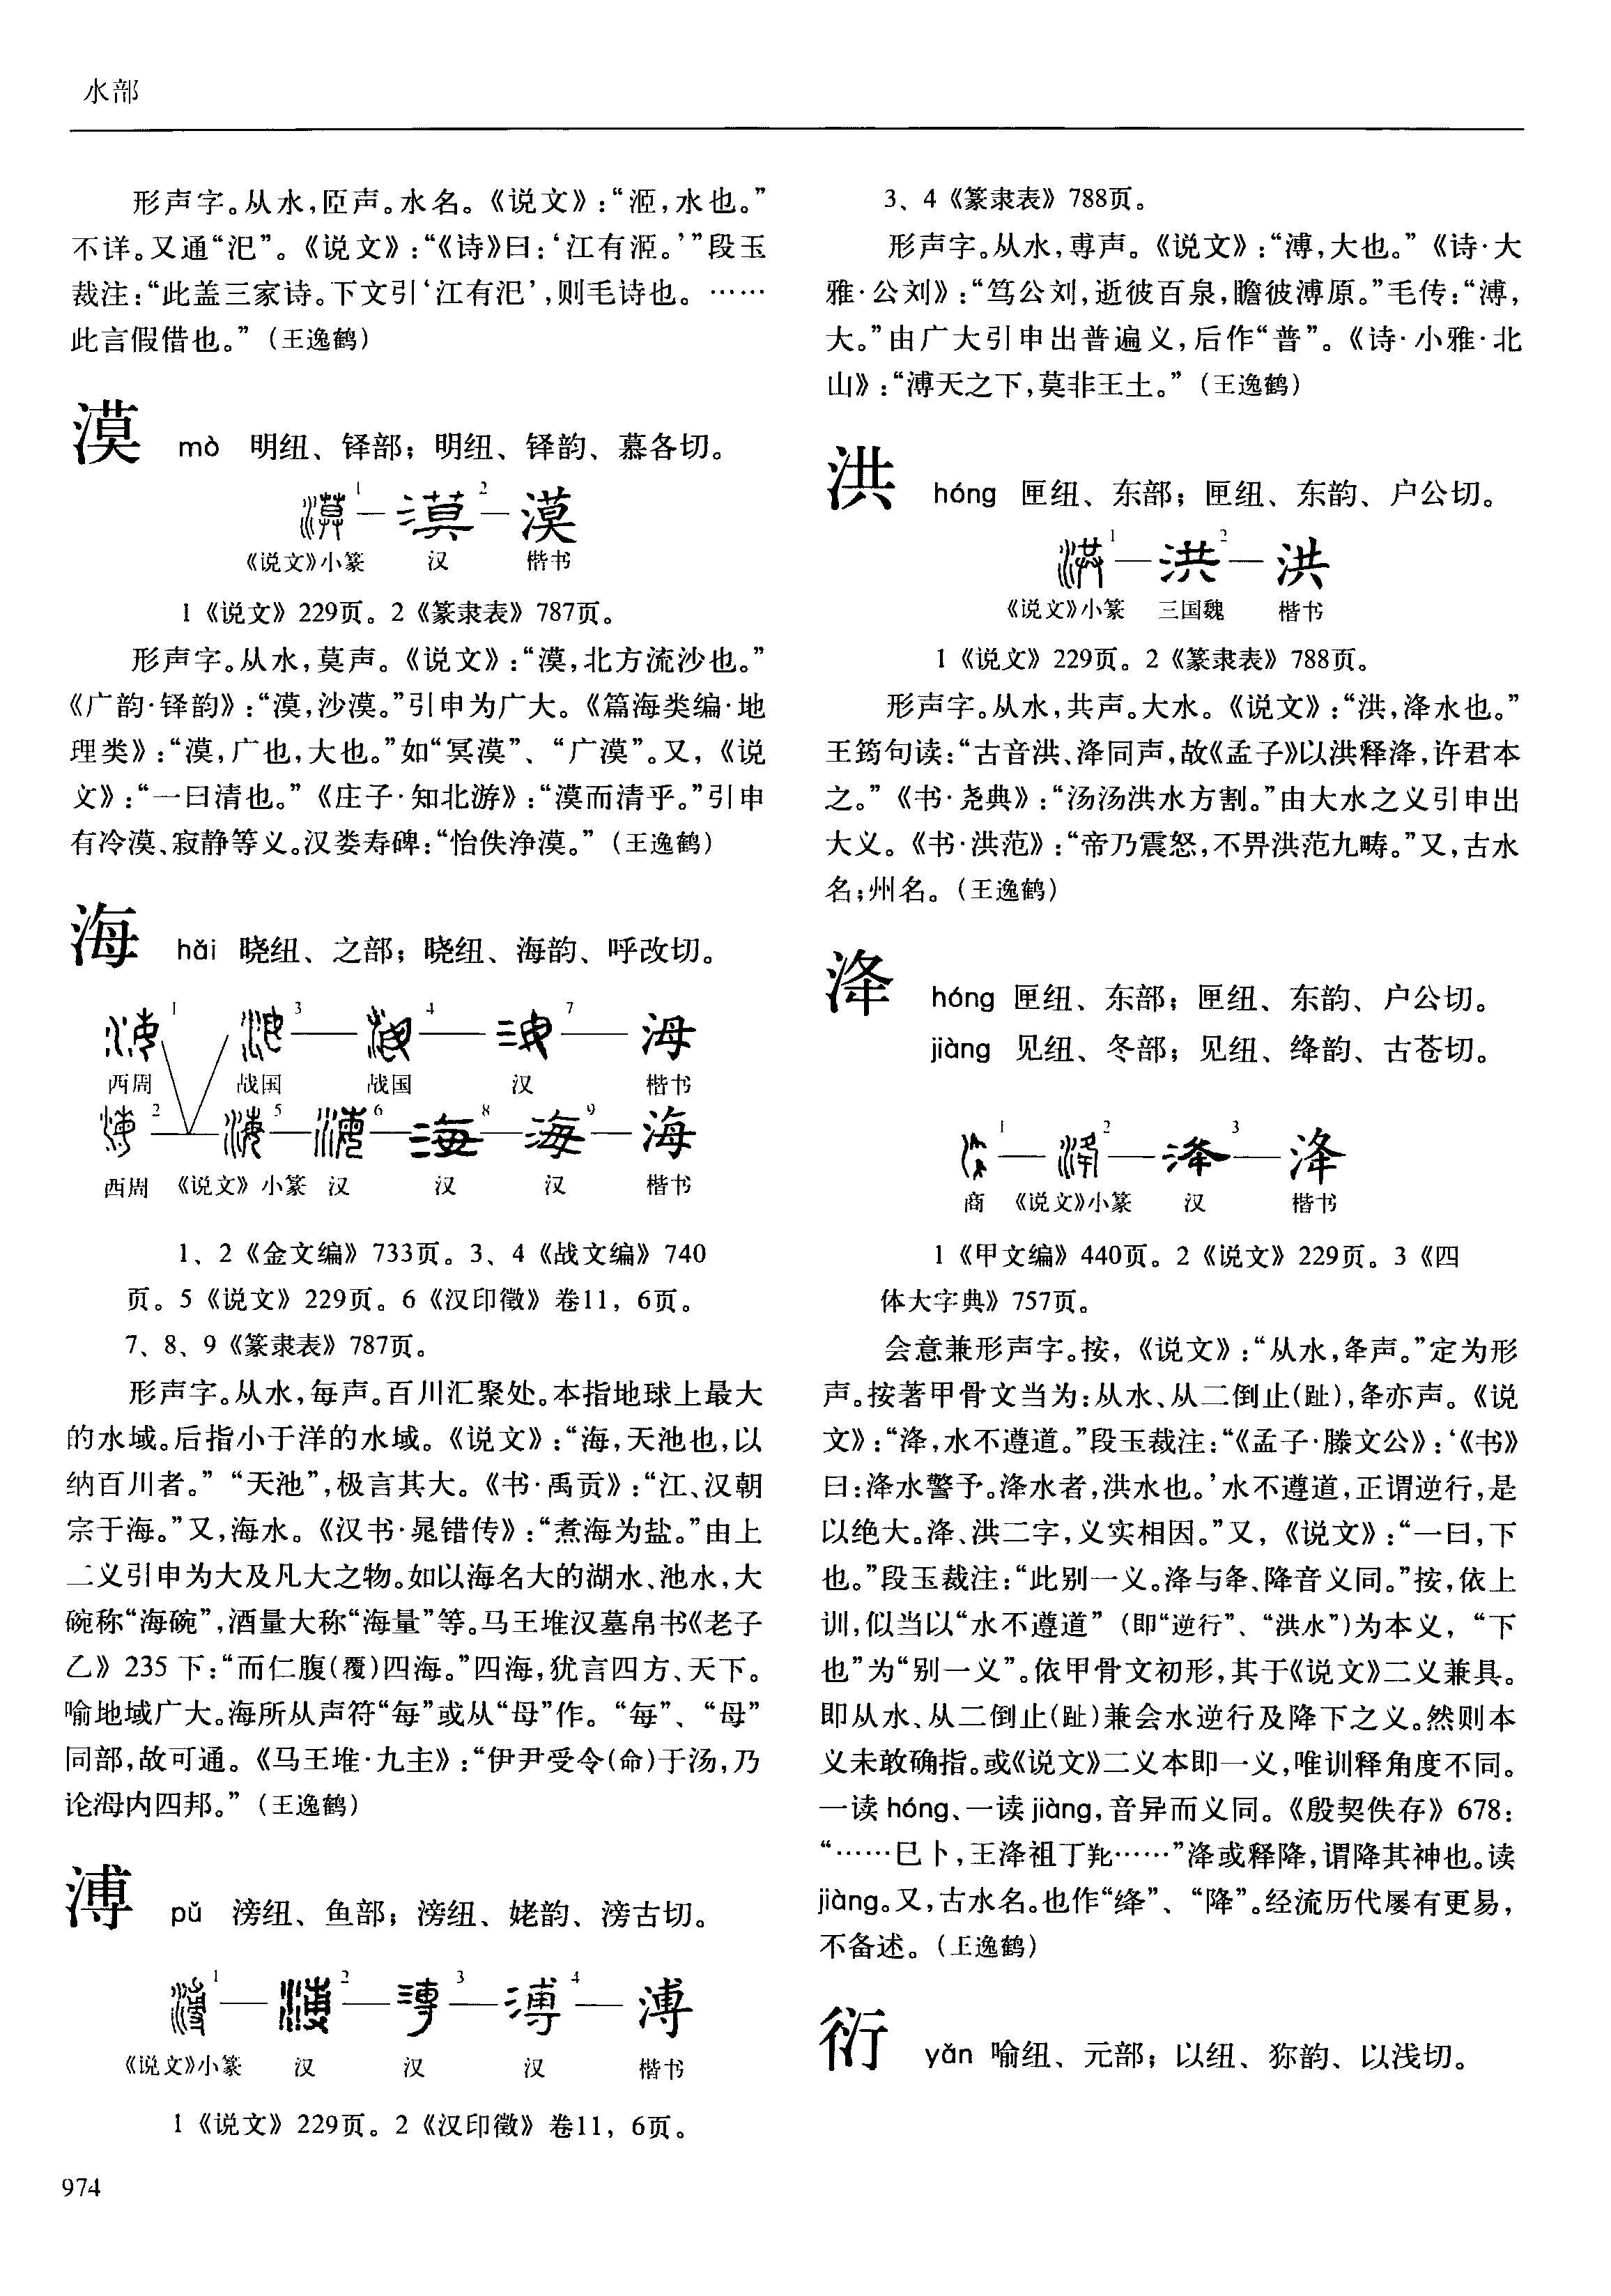 水部
形声字。从水，𦣞声。水名。《说文》：“洍，水也。”
不详。又通“汜”。《说文》：“《诗》曰：‘江有洍。’”段玉
裁注：“此盖三家诗。下文引‘江有汜’，则毛诗也。……
此言假借也。”（王逸鹤）
漠 mò 明纽、铎部；明纽、铎韵、慕各切。
漠1—漠2—漠
《说文》小篆 汉 楷书
1《说文》229页。2《篆隶表》787页。
形声字。从水，莫声。《说文》：“漠，北方流沙也。”
《广韵·铎韵》：“漠，沙漠。”引申为广大。《篇海类编·地
理类》：“漠，广也，大也。”如“冥漠”、“广漠”。又，《说
文》：“一曰清也。”《庄子·知北游》：“漠而清乎。”引申
有冷漠、寂静等义。汉娄寿碑：“怡佚净漠。”（王逸鹤）
海 hǎi 晓纽、之部；晓纽、海韵、呼改切。
海1 海3—海4—海7—㴟
西周 战国 战国 汉 楷书
海2—海5—海6—海8—海9—海
西周 《说文》小篆 汉 汉 汉 楷书
1、2《金文编》733页。3、4《战文编》740
页。5《说文》229页。6《汉印徵》卷11，6页。
7、8、9《篆隶表》787页。
形声字。从水，每声。百川汇聚处。本指地球上最大
的水域。后指小于洋的水域。《说文》：“海，天池也，以
纳百川者。”“天池”，极言其大。《书·禹贡》：“江、汉朝
宗于海。”又，海水。《汉书·晁错传》：“煮海为盐。”由上
二义引申为大及凡大之物。如以海名大的湖水、池水，大
碗称“海碗”，酒量大称“海量”等。马王堆汉墓帛书《老子
乙》235下：“而仁腹(覆)四海。”四海，犹言四方、天下。
喻地域广大。海所从声符“每”或从“母”作。“每”、“母”
同部，故可通。《马王堆·九主》：“伊尹受令(命)于汤，乃
论海内四邦。”（王逸鹤）
溥 pǔ 滂纽、鱼部；滂纽、姥韵、滂古切。
溥1—溥2—溥3—溥4—溥
《说文》小篆 汉 汉 汉 楷书
1《说文》229页。2《汉印徵》卷11，6页。
974
3、4《篆隶表》788页。
形声字。从水，尃声。《说文》：“溥，大也。”《诗·大
雅·公刘》：“笃公刘，逝彼百泉，瞻彼溥原。”毛传：“溥，
大。”由广大引申出普遍义，后作“普”。《诗·小雅·北
山》：“溥天之下，莫非王土。”（王逸鹤）
洪 hóng 匣纽、东部；匣纽、东韵、户公切。
洪1—洪2—洪
《说文》小篆 三国魏 楷书
1《说文》229页。2《篆隶表》788页。
形声字。从水，共声。大水。《说文》：“洪，洚水也。”
王筠句读：“古音洪、洚同声，故《孟子》以洪释洚，许君本
之。”《书·尧典》：“汤汤洪水方割。”由大水之义引申出
大义。《书·洪范》：“帝乃震怒，不畀洪范九畴。”又，古水
名；州名。（王逸鹤）
洚 hóng 匣纽、东部；匣纽、东韵、户公切。
jiàng 见纽、冬部；见纽、绛韵、古苍切。
洚1—洚2—洚3—洚
商 《说文》小篆 汉 楷书
1《甲文编》440页。2《说文》229页。3《四
体大字典》757页。
会意兼形声字。按，《说文》：“从水，夅声。”定为形
声。按著甲骨文当为：从水、从二倒止(趾)，夅亦声。《说
文》：“洚，水不遵道。”段玉裁注：“《孟子·滕文公》：‘《书》
曰：洚水警予。洚水者，洪水也。’水不遵道，正谓逆行，是
以绝大。洚、洪二字，义实相因。”又，《说文》：“一曰，下
也。”段玉裁注：“此别一义。洚与夅、降音义同。”按，依上
训，似当以“水不遵道”（即“逆行”、“洪水”)为本义，“下
也”为“别一义”。依甲骨文初形，其于《说文》二义兼具。
即从水、从二倒止(趾)兼会水逆行及降下之义。然则本
义未敢确指。或《说文》二义本即一义，唯训释角度不同。
一读hóng、一读jiàng，音异而义同。《殷契佚存》678：
“……巳卜，王洚祖丁𠨘……”洚或释降，谓降其神也。读
jiàng。又，古水名。也作“绛”、“降”。经流历代屡有更易，
不备述。（王逸鹤）
衍 yǎn 喻纽、元部；以纽、狝韵、以浅切。